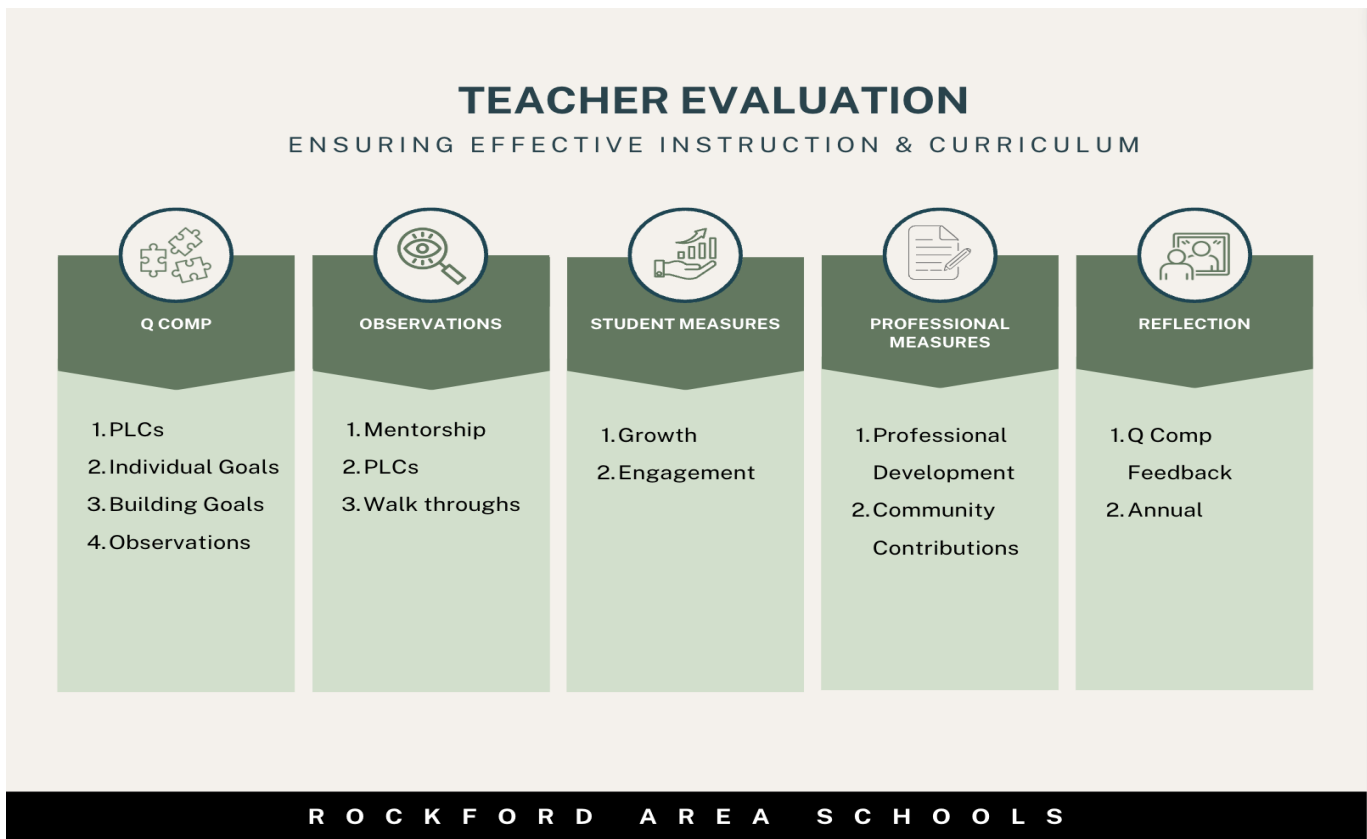 TEACHER EVALUATION
ENSURING EFFECTIVE INSTRUCTION & CURRICULUM
Q COMP
1. PLCs
2. Individual Goals
3. Building Goals
4. Observations
OBSERVATIONS
1. Mentorship
2. PLCs
3. Walk throughs
STUDENT MEASURES
1. Growth
2. Engagement
PROFESSIONAL
MEASURES
1. Professional
Development
2. Community
Contributions
REFLECTION
1. Q Comp
Feedback
2. Annual
ROCKFORD AREA SCHOOLS